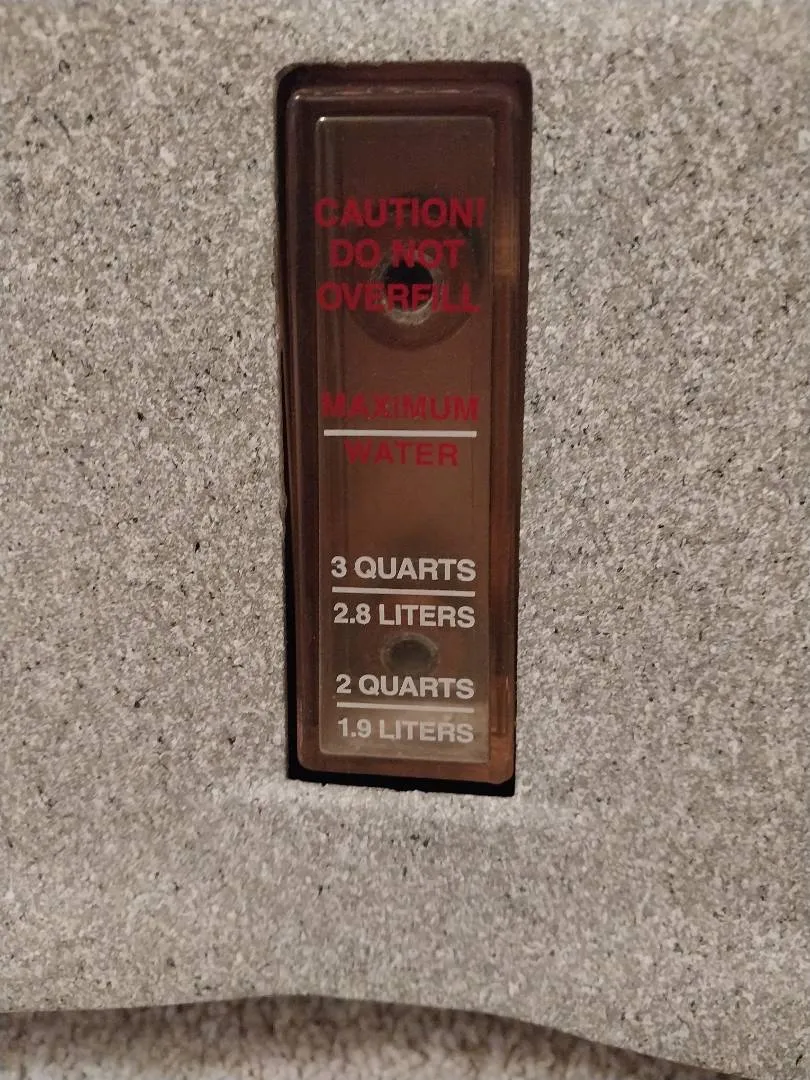 CAUTION!
DO NOT
OVERFILL
MAXIMUM
WATER
3 QUARTS
2.8 LITERS
2 QUARTS
1.9 LITERS